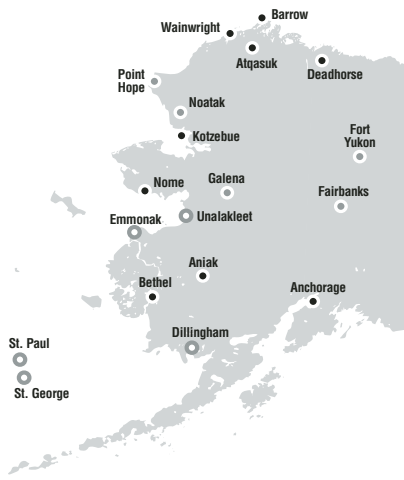 Barrow
Wainwright
Atqasuk
Deadhorse
Point
Hope
Noatak
Kotzebue
Fort
Yukon
Nome
Galena
Fairbanks
Emmonak
Unalakleet
Aniak
Bethel
Anchorage
Dillingham
St. Paul
St. George